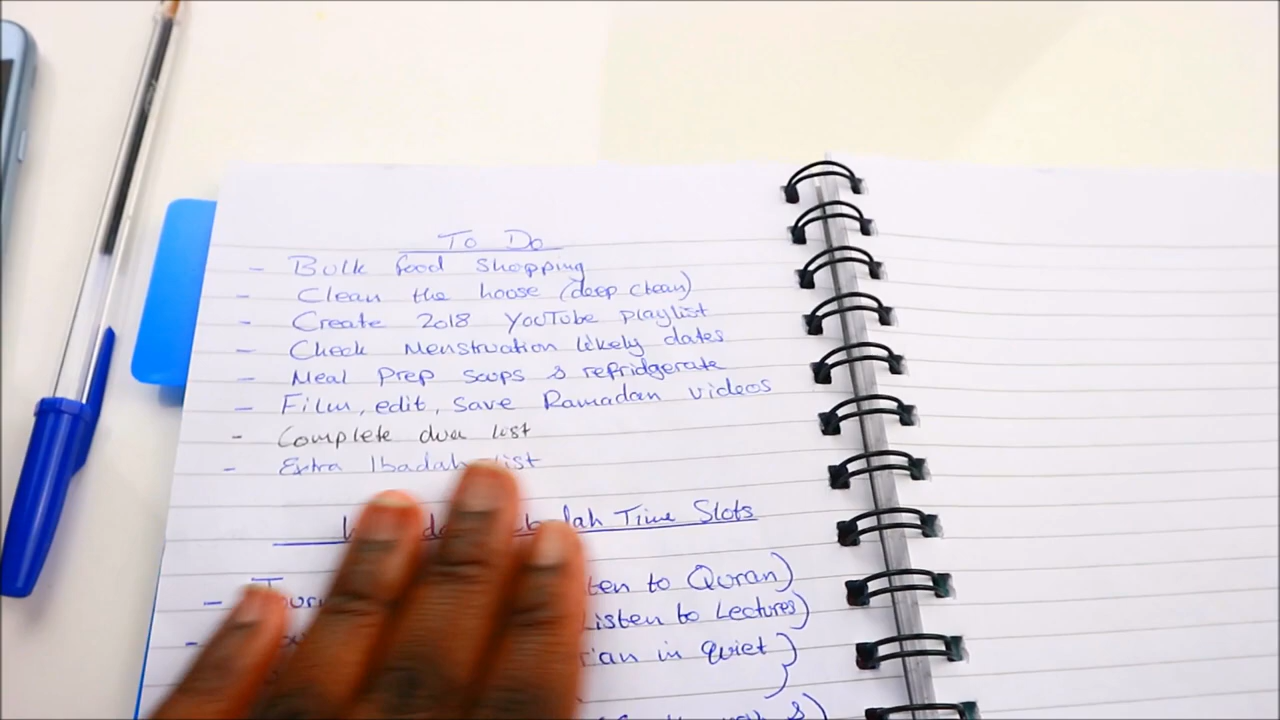 To Do
- Bulk food shopping
- Clean the house (deep clean)
- Create 2018 YouTube playlist
- Check Menstruation likely dates
- Meal Prep soups & refridgerate
- Film, edit, save Ramadan videos
- Complete dua list
- Extra Ibadah list
Time Slots
- to Quran)
- Listen to Lectures)
in quiet )